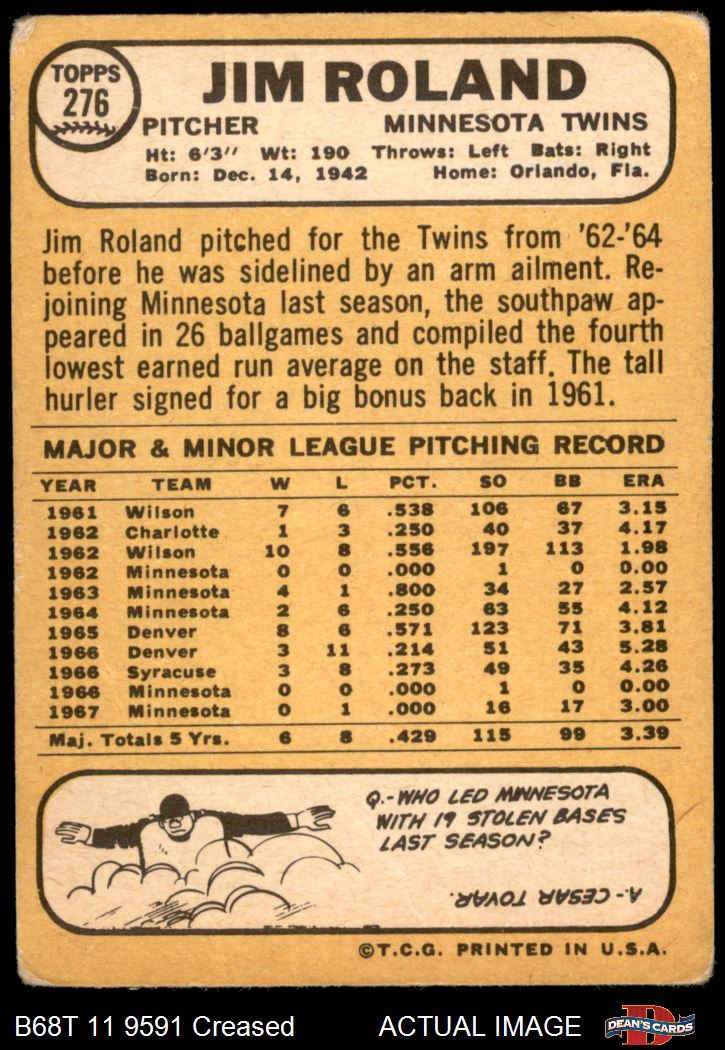 TOPPS
276
JIM ROLAND
PITCHER MINNESOTA TWINS
Ht: 6'3" Wt: 190 Throws: Left Bats: Right
Born: Dec. 14, 1942 Home: Orlando, Fla.
Jim Roland pitched for the Twins from '62-'64
before he was sidelined by an arm ailment. Re-
joining Minnesota last season, the southpaw ap-
peared in 26 ballgames and compiled the fourth
lowest earned run average on the staff. The tall
hurler signed for a big bonus back in 1961.
MAJOR & MINOR LEAGUE PITCHING RECORD
YEAR TEAM W L PCT. SO BB ERA
1961 Wilson 7 6 .538 106 67 3.15
1962 Charlotte 1 3 .250 40 37 4.17
1962 Wilson 10 8 .556 197 113 1.98
1962 Minnesota 0 0 .000 1 0 0.00
1963 Minnesota 4 1 .800 34 27 2.57
1964 Minnesota 2 6 .250 63 55 4.12
1965 Denver 8 6 .571 123 71 3.81
1966 Denver 3 11 .214 51 43 5.28
1966 Syracuse 3 8 .273 49 35 4.26
1966 Minnesota 0 0 .000 1 0 0.00
1967 Minnesota 0 1 .000 16 17 3.00
Maj. Totals 5 Yrs. 6 8 .429 115 99 3.39
Q.-WHO LED MINNESOTA
WITH 19 STOLEN BASES
LAST SEASON?
A.-CESAR TOVAR.
©T.C.G. PRINTED IN U.S.A.
B68T 11 9591 Creased ACTUAL IMAGE
DEAN'S CARDS